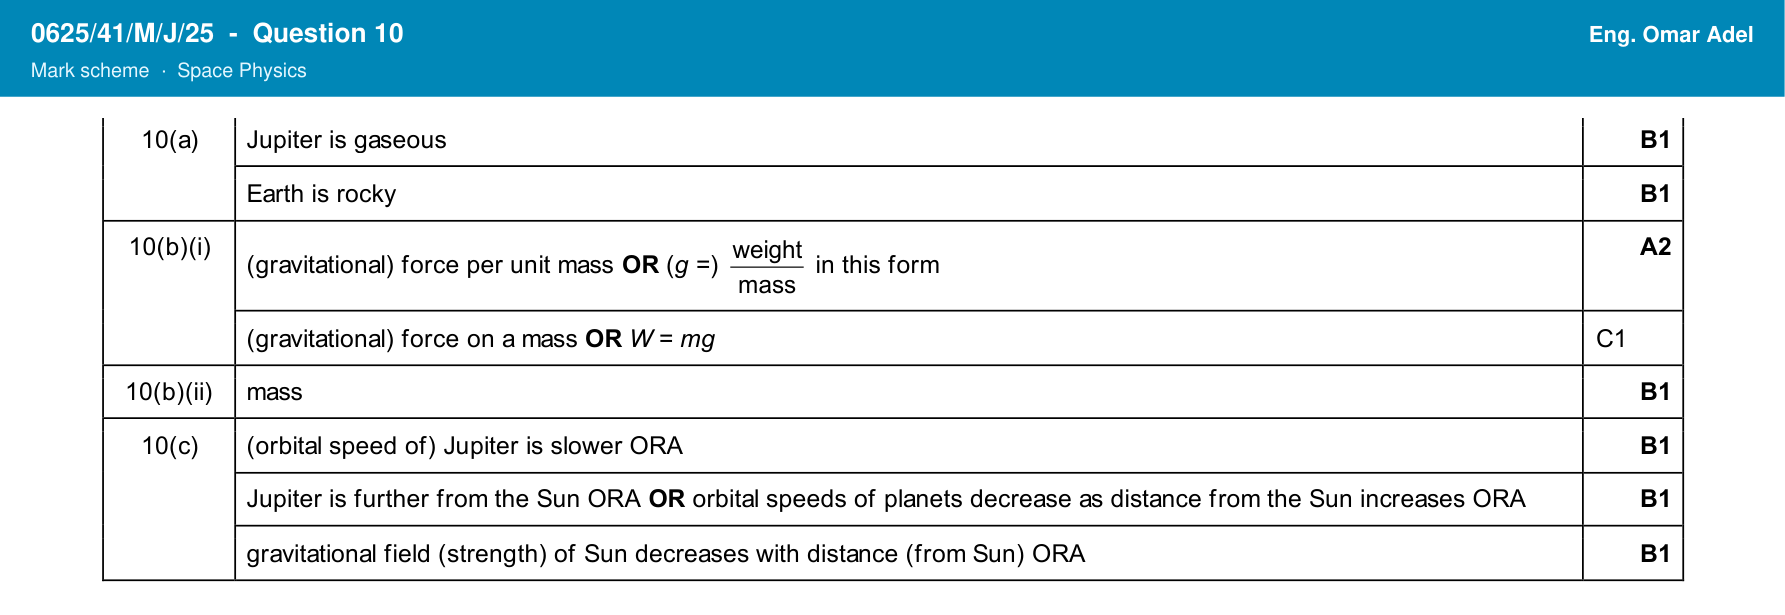 0625/41/M/J/25 - Question 10
Eng. Omar Adel
Mark scheme · Space Physics
10(a) Jupiter is gaseous B1
Earth is rocky B1
10(b)(i) (gravitational) force per unit mass OR (g =) weight/mass in this form A2
(gravitational) force on a mass OR W = mg C1
10(b)(ii) mass B1
10(c) (orbital speed of) Jupiter is slower ORA B1
Jupiter is further from the Sun ORA OR orbital speeds of planets decrease as distance from the Sun increases ORA B1
gravitational field (strength) of Sun decreases with distance (from Sun) ORA B1